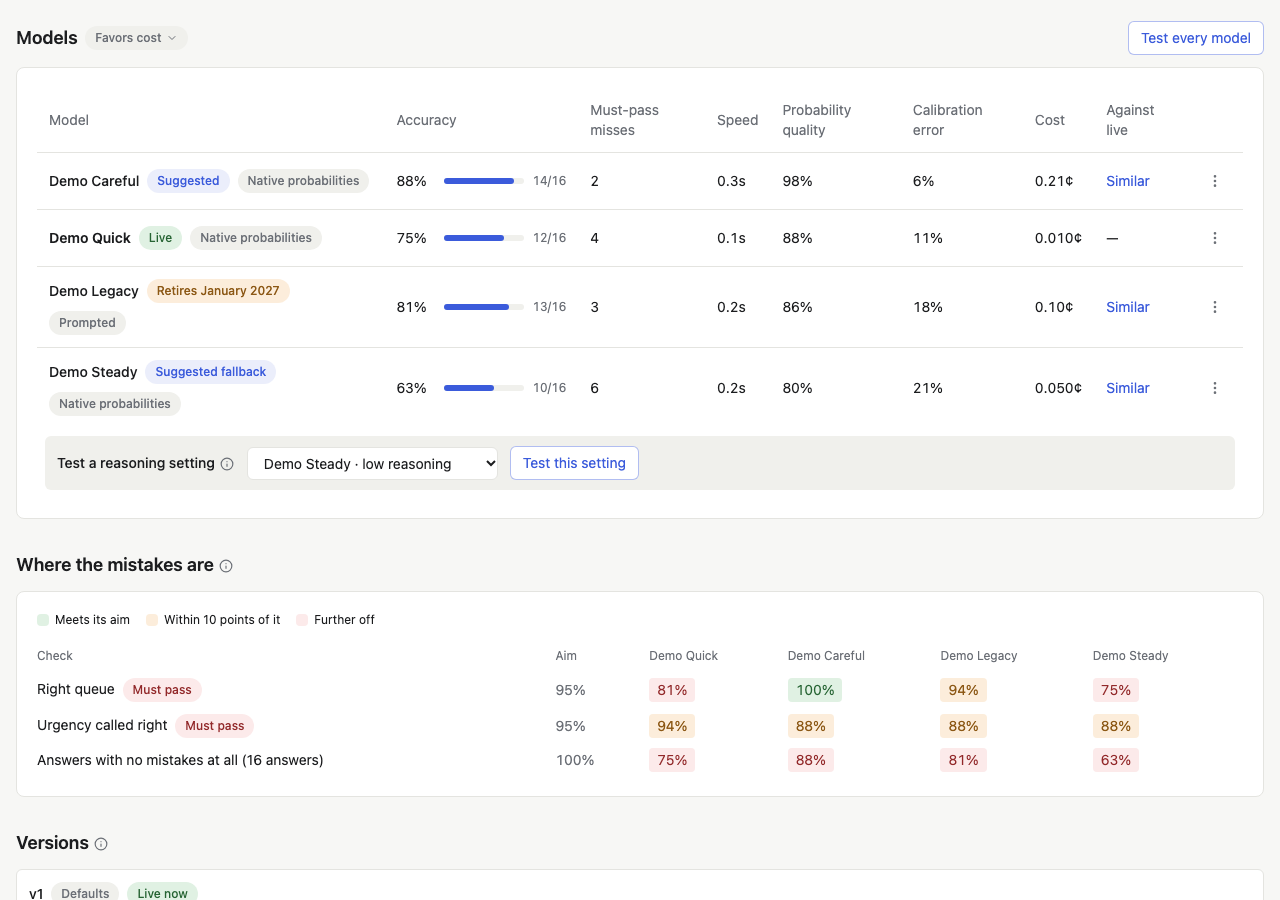 Models Favors cost Test every model
Model Accuracy Must-pass misses Speed Probability quality Calibration error Cost Against live
Demo Careful Suggested Native probabilities 88% 14/16 2 0.3s 98% 6% 0.21¢ Similar
Demo Quick Live Native probabilities 75% 12/16 4 0.1s 88% 11% 0.010¢ —
Demo Legacy Retires January 2027
Prompted
81% 13/16 3 0.2s 86% 18% 0.10¢ Similar
Demo Steady Suggested fallback
Native probabilities
63% 10/16 6 0.2s 80% 21% 0.050¢ Similar
Test a reasoning setting Demo Steady · low reasoning Test this setting
Where the mistakes are
Meets its aim Within 10 points of it Further off
Check Aim Demo Quick Demo Careful Demo Legacy Demo Steady
Right queue Must pass 95% 81% 100% 94% 75%
Urgency called right Must pass 95% 94% 88% 88% 88%
Answers with no mistakes at all (16 answers) 100% 75% 88% 81% 63%
Versions
v1 Defaults Live now